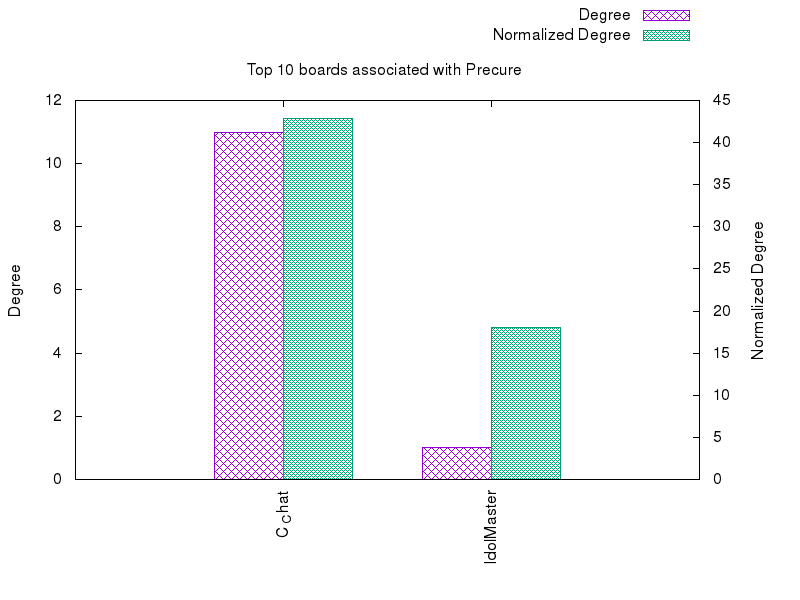 Degree
Normalized Degree
Top 10 boards associated with Precure
12
10
8
6
4
2
0
45
40
35
30
25
20
15
10
5
0
Degree
Normalized Degree
CChat
IdolMaster